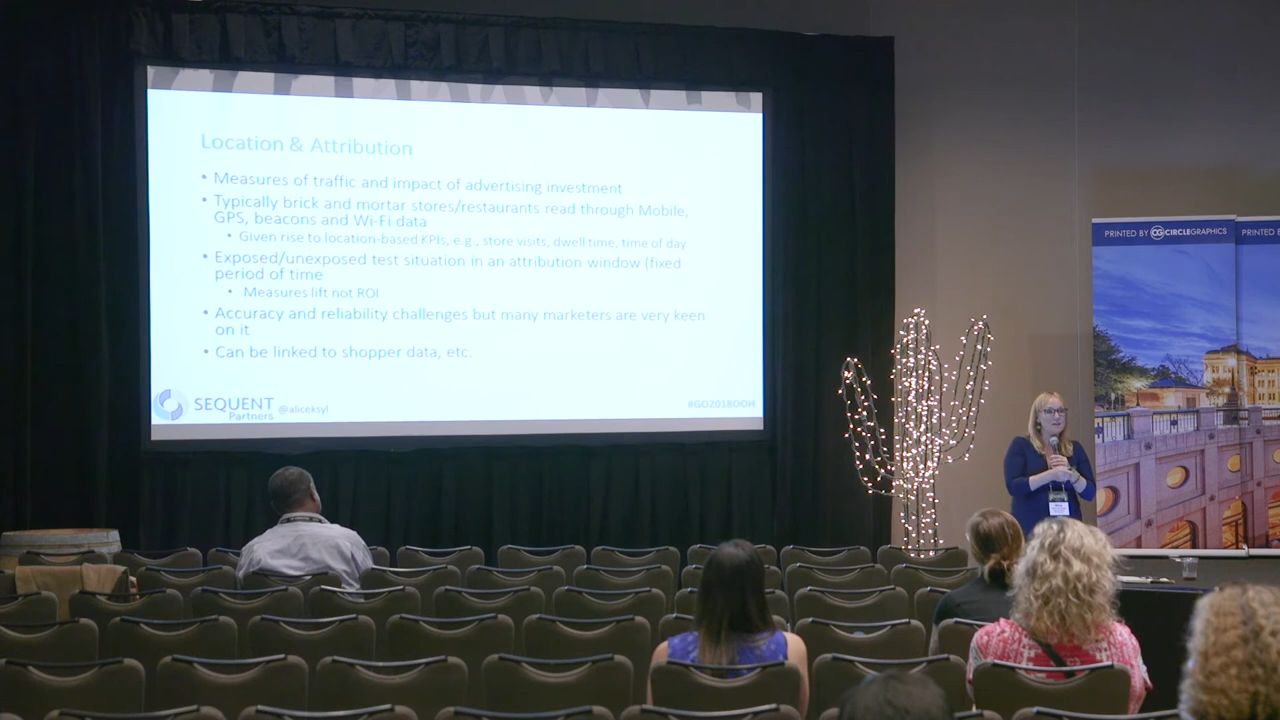 Location & Attribution
• Measures of traffic and impact of advertising investment
• Typically brick and mortar stores/restaurants read through Mobile,
GPS, beacons and Wi-Fi data
• Given rise to location-based KPIs, e.g., store visits, dwell time, time of day
• Exposed/unexposed test situation in an attribution window (fixed
period of time
• Measures lift not ROI
• Accuracy and reliability challenges but many marketers are very keen
on it
• Can be linked to shopper data, etc.
SEQUENT
Partners
@aliceksyl
#GO2018OOH
PRINTED BY CG CIRCLEGRAPHICS
PRINTED